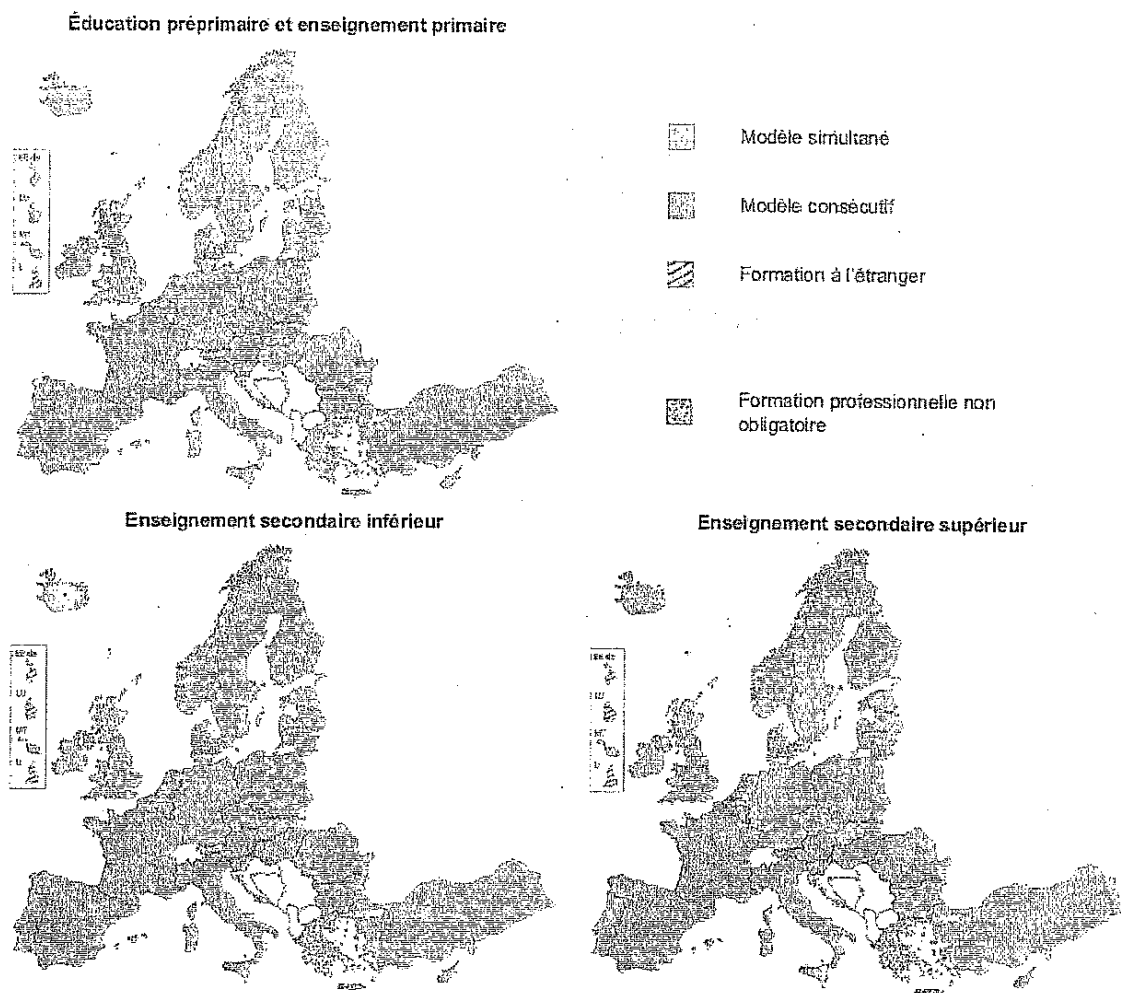 Éducation préprimaire et enseignement primaire
Modèle simultané
Modèle consécutif
Formation à l'étranger
Formation professionnelle non
obligatoire
Enseignement secondaire inférieur
Enseignement secondaire supérieur